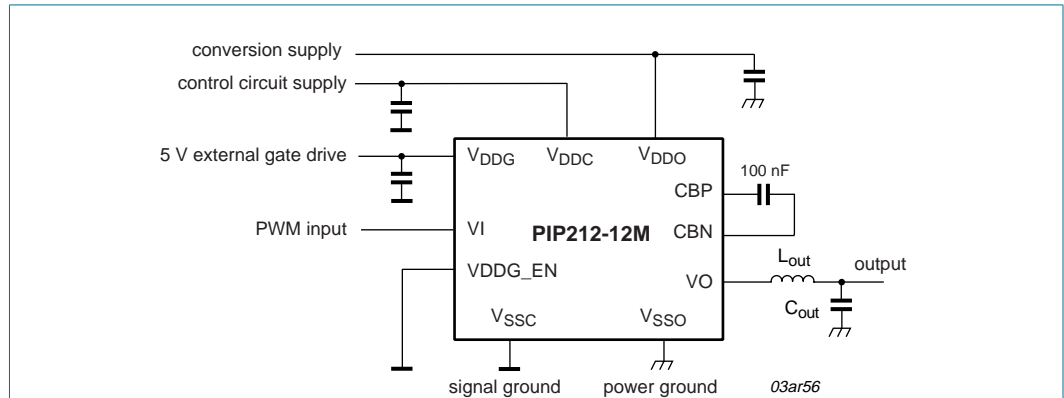 conversion supply
control circuit supply
5 V external gate drive
PWM input
VDDG
VDDC
VDDO
100 nF
CBP
VI
PIP212-12M
CBN
VDDG_EN
Lout
output
VO
Cout
VSSC
VSSO
signal ground
power ground
03ar56